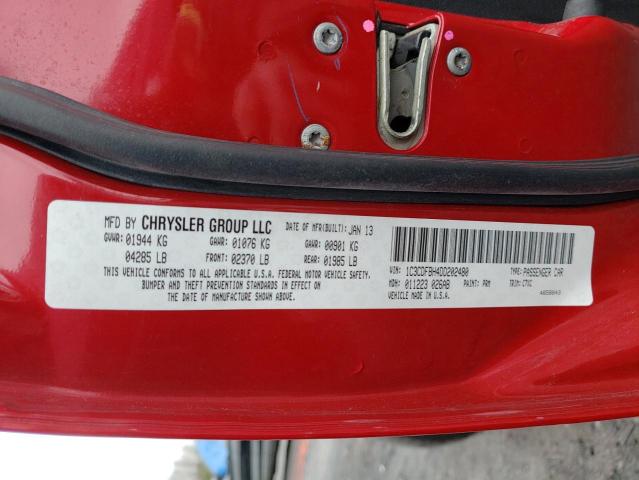 MFD BY CHRYSLER GROUP LLC DATE OF MFR(BUILT): JAN 13
GVWR: 01944 KG GAWR: 01076 KG GAWR: 00901 KG
04285 LB FRONT: 02370 LB REAR: 01985 LB
THIS VEHICLE CONFORMS TO ALL APPLICABLE U.S.A. FEDERAL MOTOR VEHICLE SAFETY,
BUMPER AND THEFT PREVENTION STANDARDS IN EFFECT ON
THE DATE OF MANUFACTURE SHOWN ABOVE:
VIN: 1C3CDFBH4DD202480 TYPE: PASSENGER CAR
MDH: 011223 026AB PAINT: PRM TRIM: CTXC
VEHICLE MADE IN U.S.A.